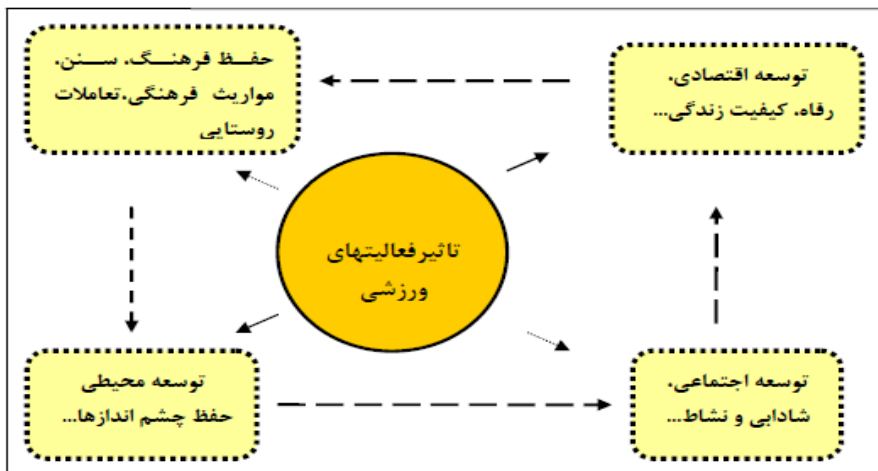 حفظ فرهنگ، سنن،
مواریث فرهنگی،تعاملات
روستایی
توسعه اقتصادی،
رفاه، کیفیت زندگی...
تاثیرفعالیتهای
ورزشی
توسعه محیطی
حفظ چشم اندازها...
توسعه اجتماعی،
شادابی و نشاط...